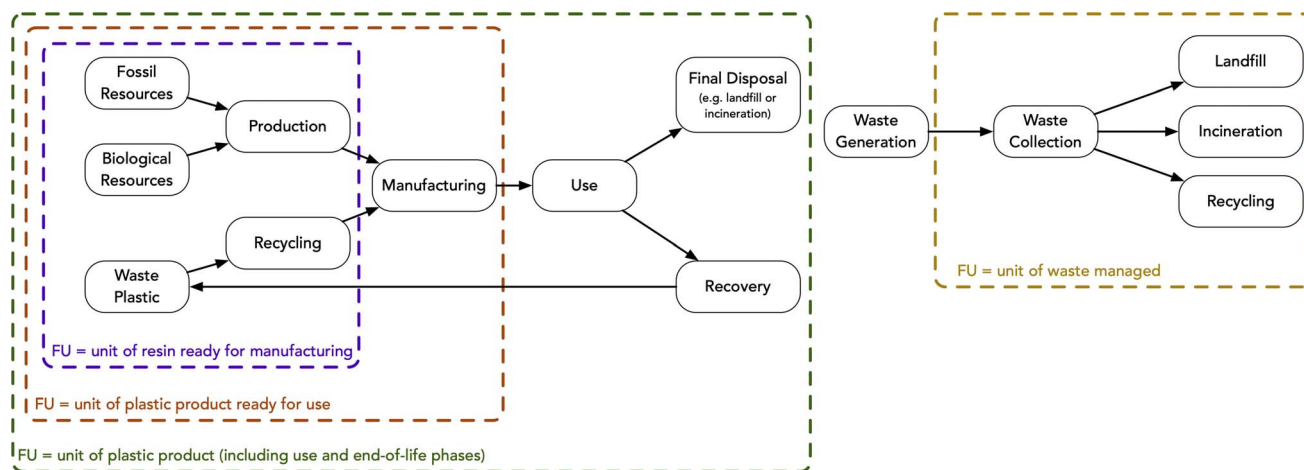 Fossil
Resources
Biological
Resources
Production
Waste
Plastic
Recycling
Manufacturing
Use
Final Disposal
(e.g. landfill or
incineration)
Recovery
FU = unit of resin ready for manufacturing
FU = unit of plastic product ready for use
FU = unit of plastic product (including use and end-of-life phases)
Waste
Generation
Waste
Collection
Landfill
Incineration
Recycling
FU = unit of waste managed